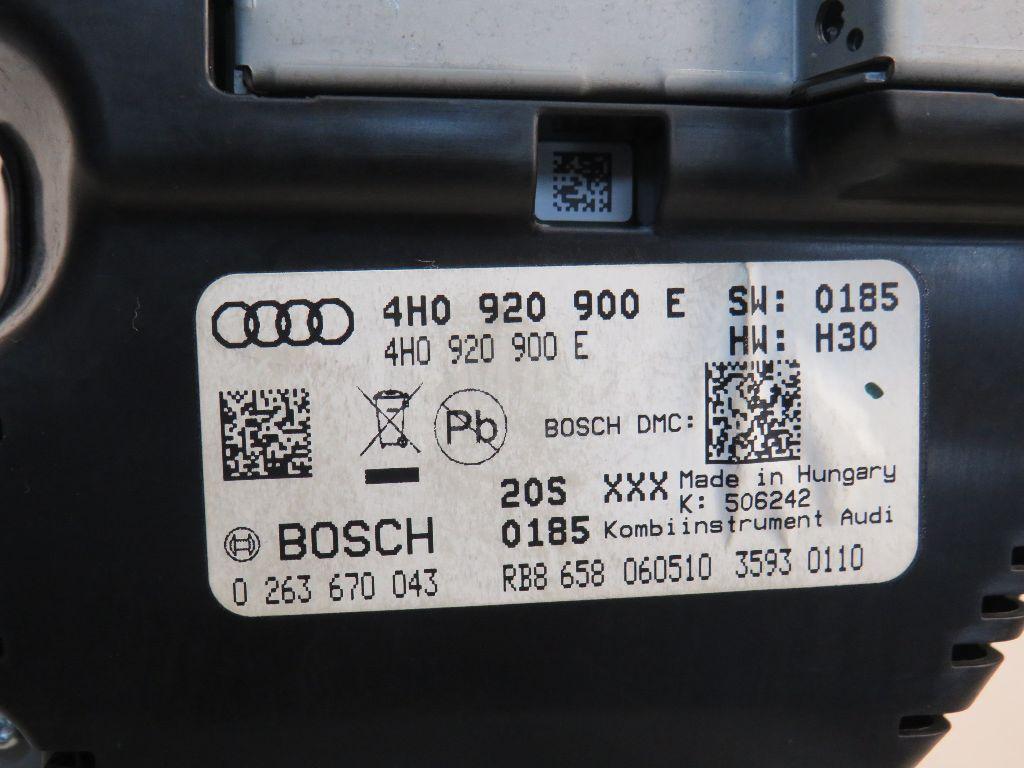 4H0 920 900 E SW: 0185
4H0 920 900 E HW: H30
Pb BOSCH DMC:
20S XXX Made in Hungary
K: 506242
BOSCH 0185 Kombiinstrument Audi
0 263 670 043 RB8 658 060510 3593 0110